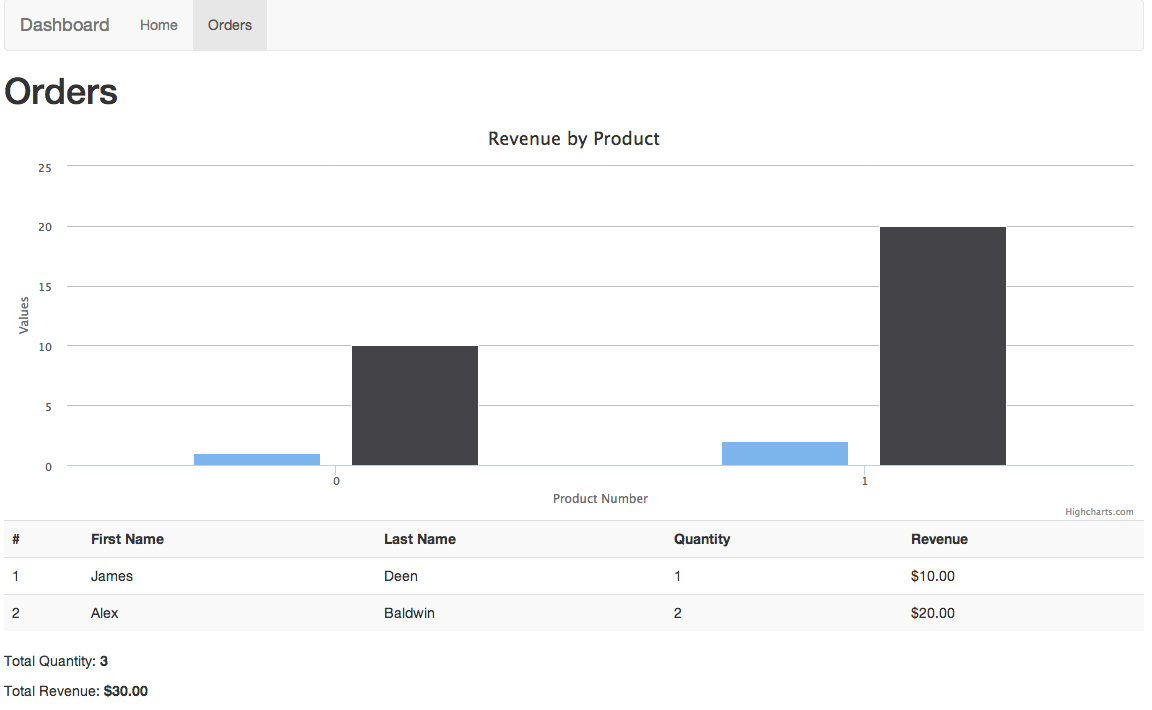 Dashboard Home Orders
Orders
Revenue by Product
25
20
15
10
5
0
Values
0 1
Product Number
Highcharts.com
# First Name Last Name Quantity Revenue
1 James Deen 1 $10.00
2 Alex Baldwin 2 $20.00
Total Quantity: 3
Total Revenue: $30.00